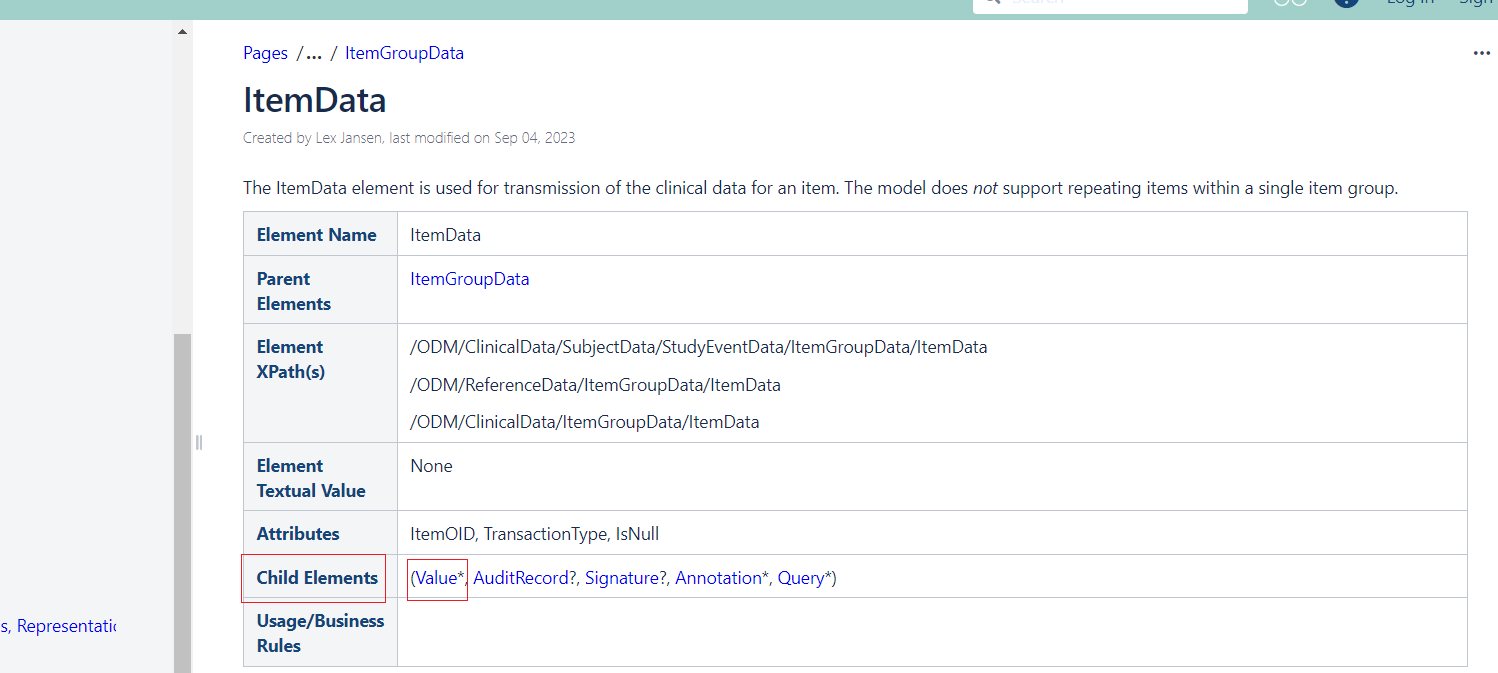 Search
Log in Sign
Pages /... / ItemGroupData
ItemData
Created by Lex Jansen, last modified on Sep 04, 2023
The ItemData element is used for transmission of the clinical data for an item. The model does not support repeating items within a single item group.
Element Name ItemData
Parent Elements ItemGroupData
Element XPath(s) /ODM/ClinicalData/SubjectData/StudyEventData/ItemGroupData/ItemData
/ODM/ReferenceData/ItemGroupData/ItemData
/ODM/ClinicalData/ItemGroupData/ItemData
Element Textual Value None
Attributes ItemOID, TransactionType, IsNull
Child Elements (Value*, AuditRecord?, Signature?, Annotation*, Query*)
s, Representatic
Usage/Business Rules